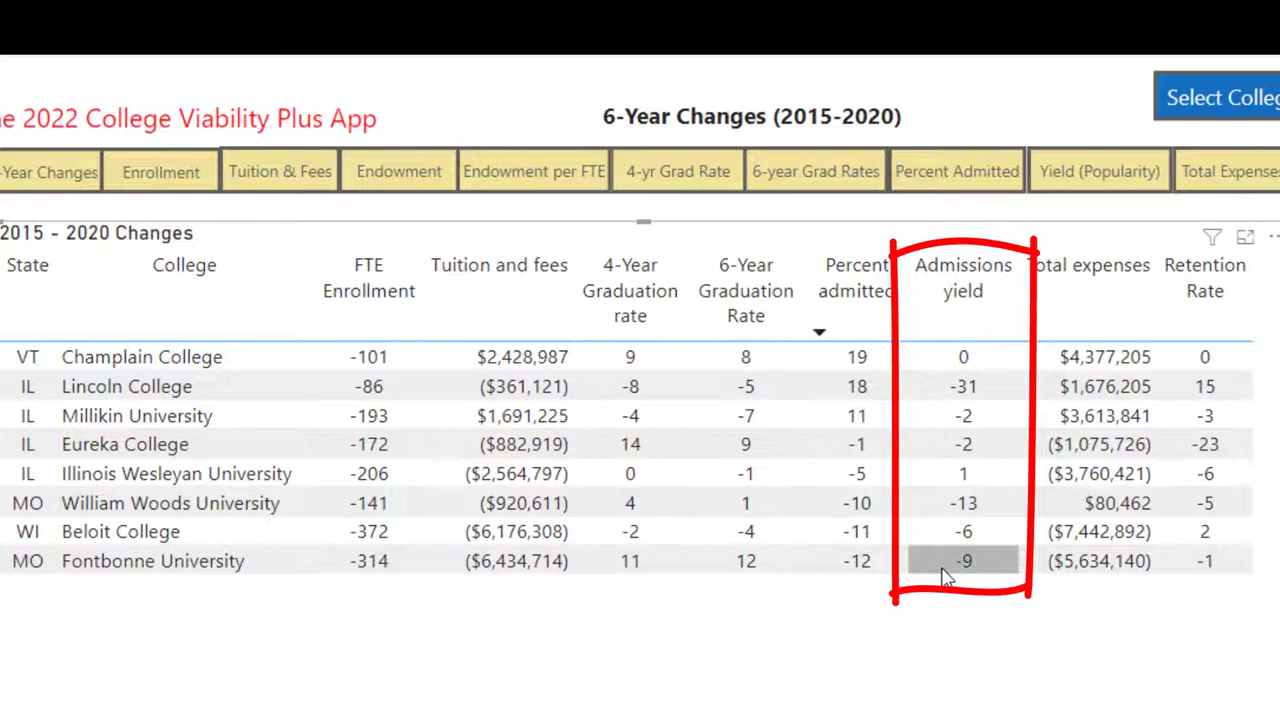 e 2022 College Viability Plus App
6-Year Changes (2015-2020)
Select Colleg
-Year Changes Enrollment Tuition & Fees Endowment Endowment per FTE 4-yr Grad Rate 6-year Grad Rates Percent Admitted Yield (Popularity) Total Expenses
2015 - 2020 Changes
State College FTE Enrollment Tuition and fees 4-Year Graduation rate 6-Year Graduation Rate Percent admitted Admissions yield otal expenses Retention Rate
VT Champlain College -101 $2,428,987 9 8 19 0 $4,377,205 0
IL Lincoln College -86 ($361,121) -8 -5 18 -31 $1,676,205 15
IL Millikin University -193 $1,691,225 -4 -7 11 -2 $3,613,841 -3
IL Eureka College -172 ($882,919) 14 9 -1 -2 ($1,075,726) -23
IL Illinois Wesleyan University -206 ($2,564,797) 0 -1 -5 1 ($3,760,421) -6
MO William Woods University -141 ($920,611) 4 1 -10 -13 $80,462 -5
WI Beloit College -372 ($6,176,308) -2 -4 -11 -6 ($7,442,892) 2
MO Fontbonne University -314 ($6,434,714) 11 12 -12 -9 ($5,634,140) -1